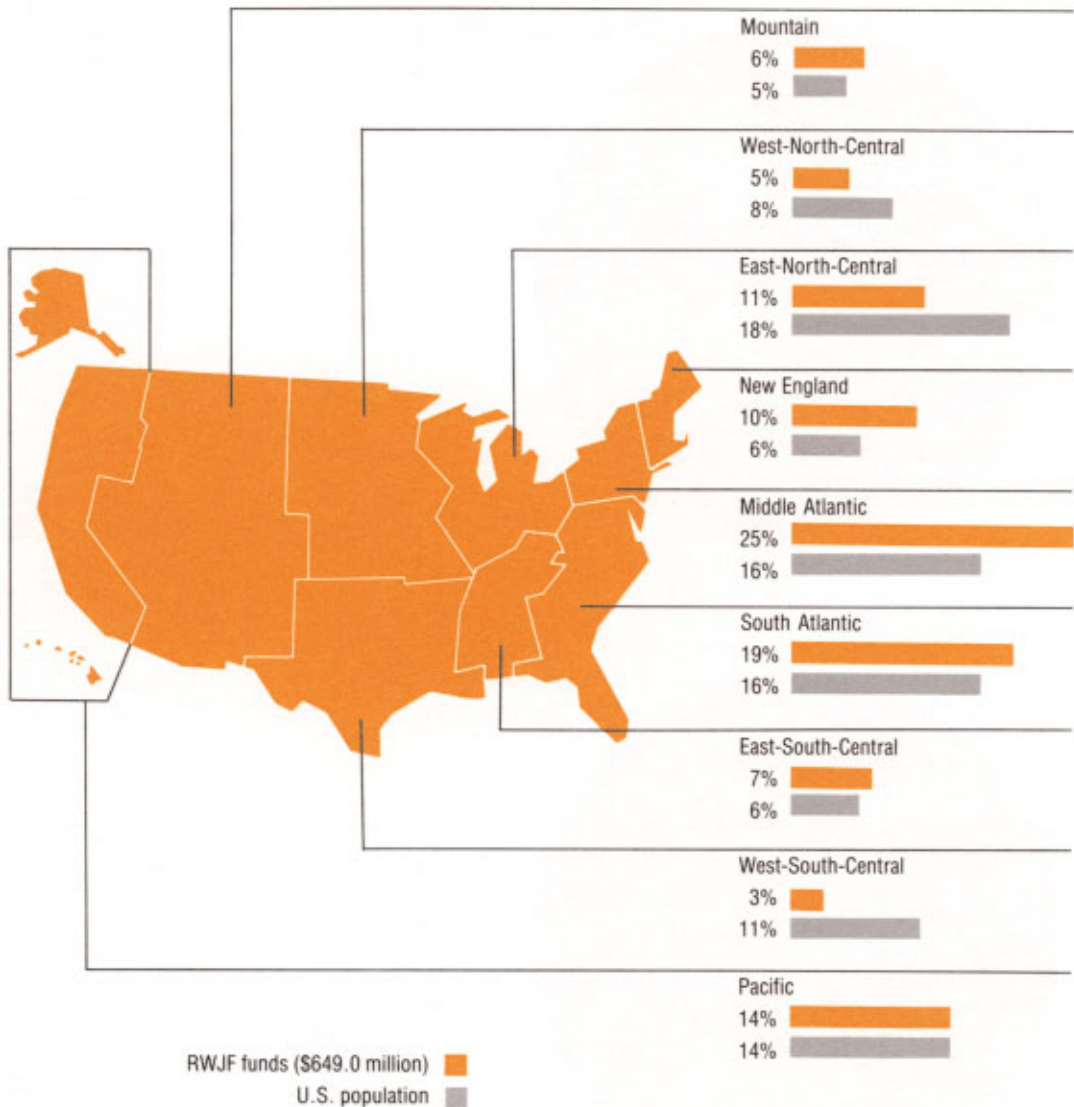 Mountain
6%
5%
West-North-Central
5%
8%
East-North-Central
11%
18%
New England
10%
6%
Middle Atlantic
25%
16%
South Atlantic
19%
16%
East-South-Central
7%
6%
West-South-Central
3%
11%
Pacific
14%
14%
RWJF funds ($649.0 million)
U.S. population